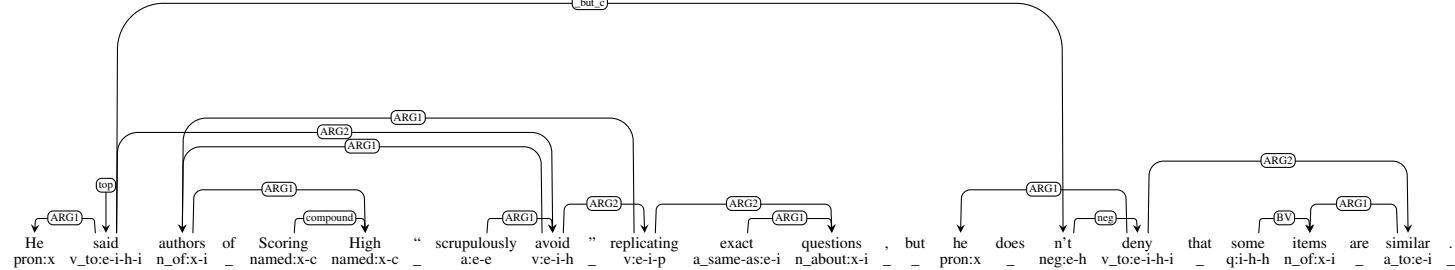 _but_c
ARG1
ARG2
ARG1
top
ARG1 ARG1 ARG2
ARG1 compound ARG1 ARG2 ARG2 ARG1 neg BV ARG1
He said authors of Scoring High “ scrupulously avoid ” replicating exact questions , but he does n't deny that some items are similar .
pron:x v_to:e-i-h-i n_of:x-i _ named:x-c named:x-c _ a:e-e v:e-i-h _ v:e-i-p a_same-as:e-i n_about:x-i _ _ pron:x _ neg:e-h v_to:e-i-h-i _ q:i-h-h n_of:x-i _ a_to:e-i _